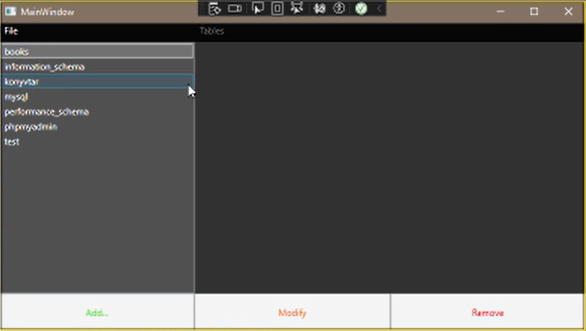 MainWindow
File
Tables
books
information_schema
konyvtar
mysql
performance_schema
phpmyadmin
test
Add...
Modify
Remove